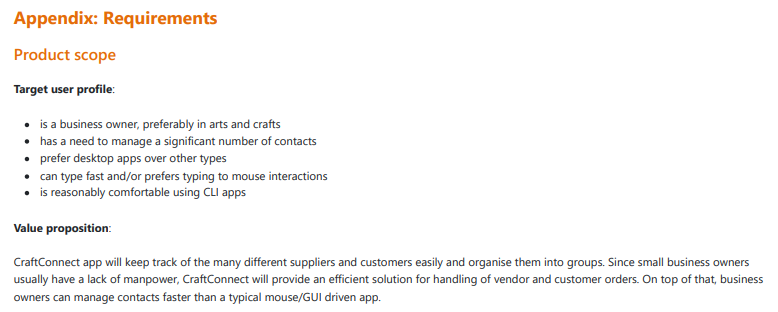 Appendix: Requirements
Product scope
Target user profile:
• is a business owner, preferably in arts and crafts
• has a need to manage a significant number of contacts
• prefer desktop apps over other types
• can type fast and/or prefers typing to mouse interactions
• is reasonably comfortable using CLI apps
Value proposition:
CraftConnect app will keep track of the many different suppliers and customers easily and organise them into groups. Since small business owners
usually have a lack of manpower, CraftConnect will provide an efficient solution for handling of vendor and customer orders. On top of that, business
owners can manage contacts faster than a typical mouse/GUI driven app.